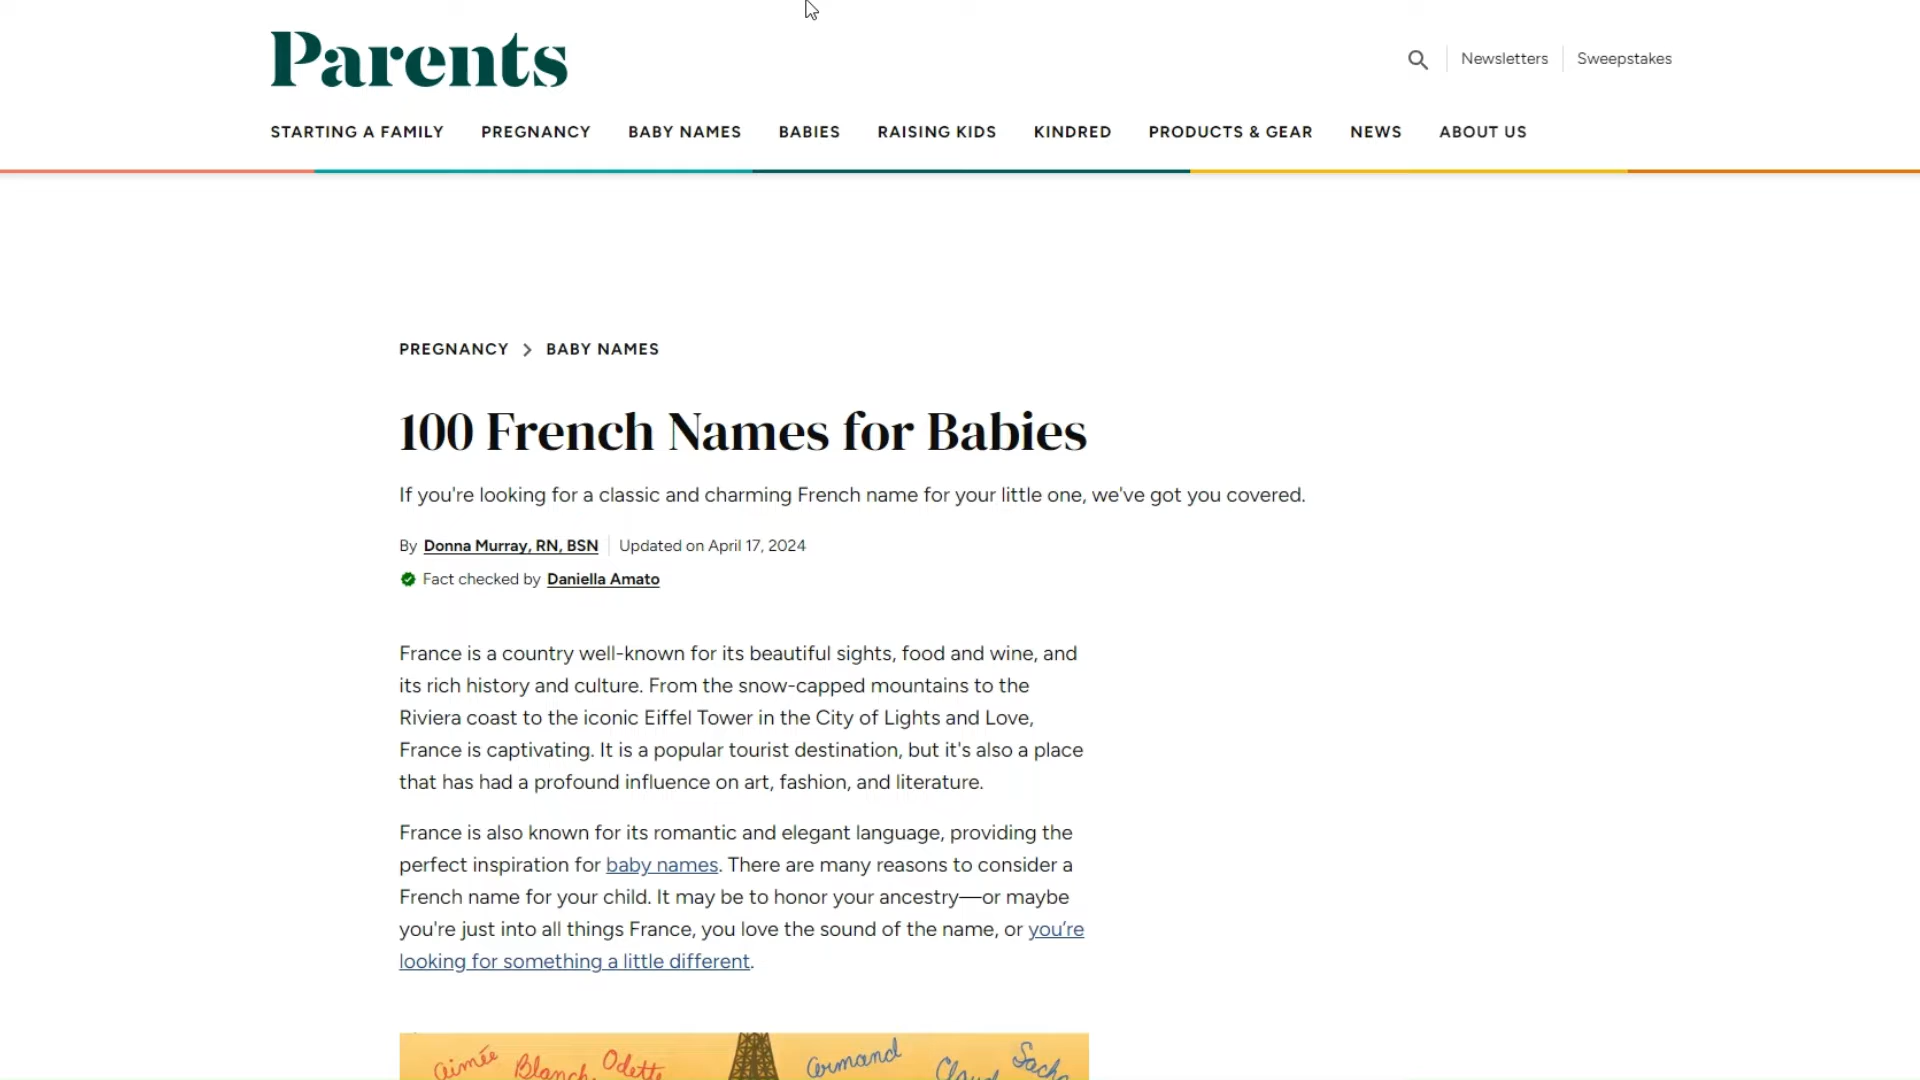 Parents
Newsletters
Sweepstakes
STARTING A FAMILY
PREGNANCY
BABY NAMES
BABIES
RAISING KIDS
KINDRED
PRODUCTS & GEAR
NEWS
ABOUT US
PREGNANCY > BABY NAMES
100 French Names for Babies
If you're looking for a classic and charming French name for your little one, we've got you covered.
By Donna Murray, RN, BSN
Updated on April 17, 2024
Fact checked by Daniella Amato
France is a country well-known for its beautiful sights, food and wine, and
its rich history and culture. From the snow-capped mountains to the
Riviera coast to the iconic Eiffel Tower in the City of Lights and Love,
France is captivating. It is a popular tourist destination, but it's also a place
that has had a profound influence on art, fashion, and literature.
France is also known for its romantic and elegant language, providing the
perfect inspiration for baby names. There are many reasons to consider a
French name for your child. It may be to honor your ancestry—or maybe
you're just into all things France, you love the sound of the name, or you're
looking for something a little different.
Aimée
Odette
Armand